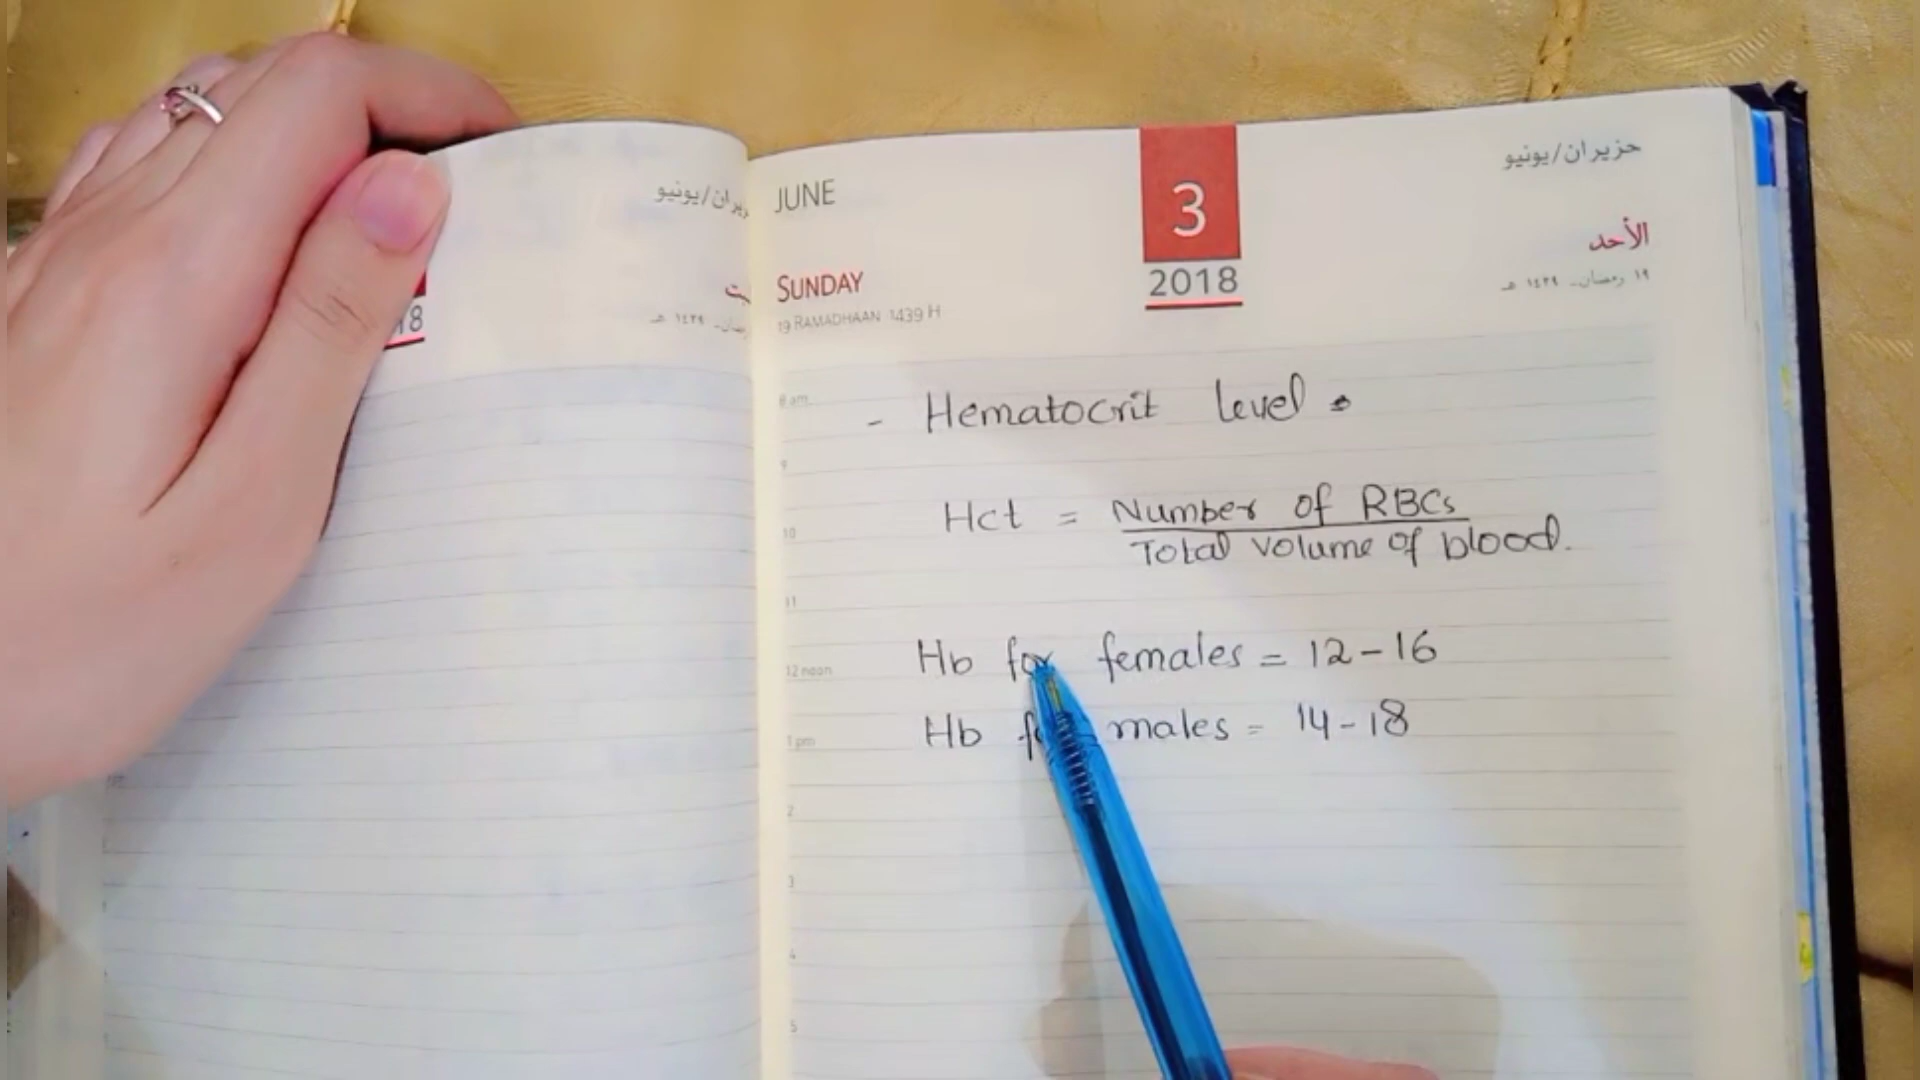 حزيران/يونيو
18
JUNE
3
2018
حزيران/يونيو
SUNDAY
الأحد
19 RAMADHAAN 1439 H
١٩ رمضان - ١٤٣٩ هـ
8 am
- Hematocrit level
9
Hct = Number of RBCs
Total volume of blood.
10
11
Hb for females = 12-16
12 noon
Hb males = 14-18
1 pm
2
3
4
5